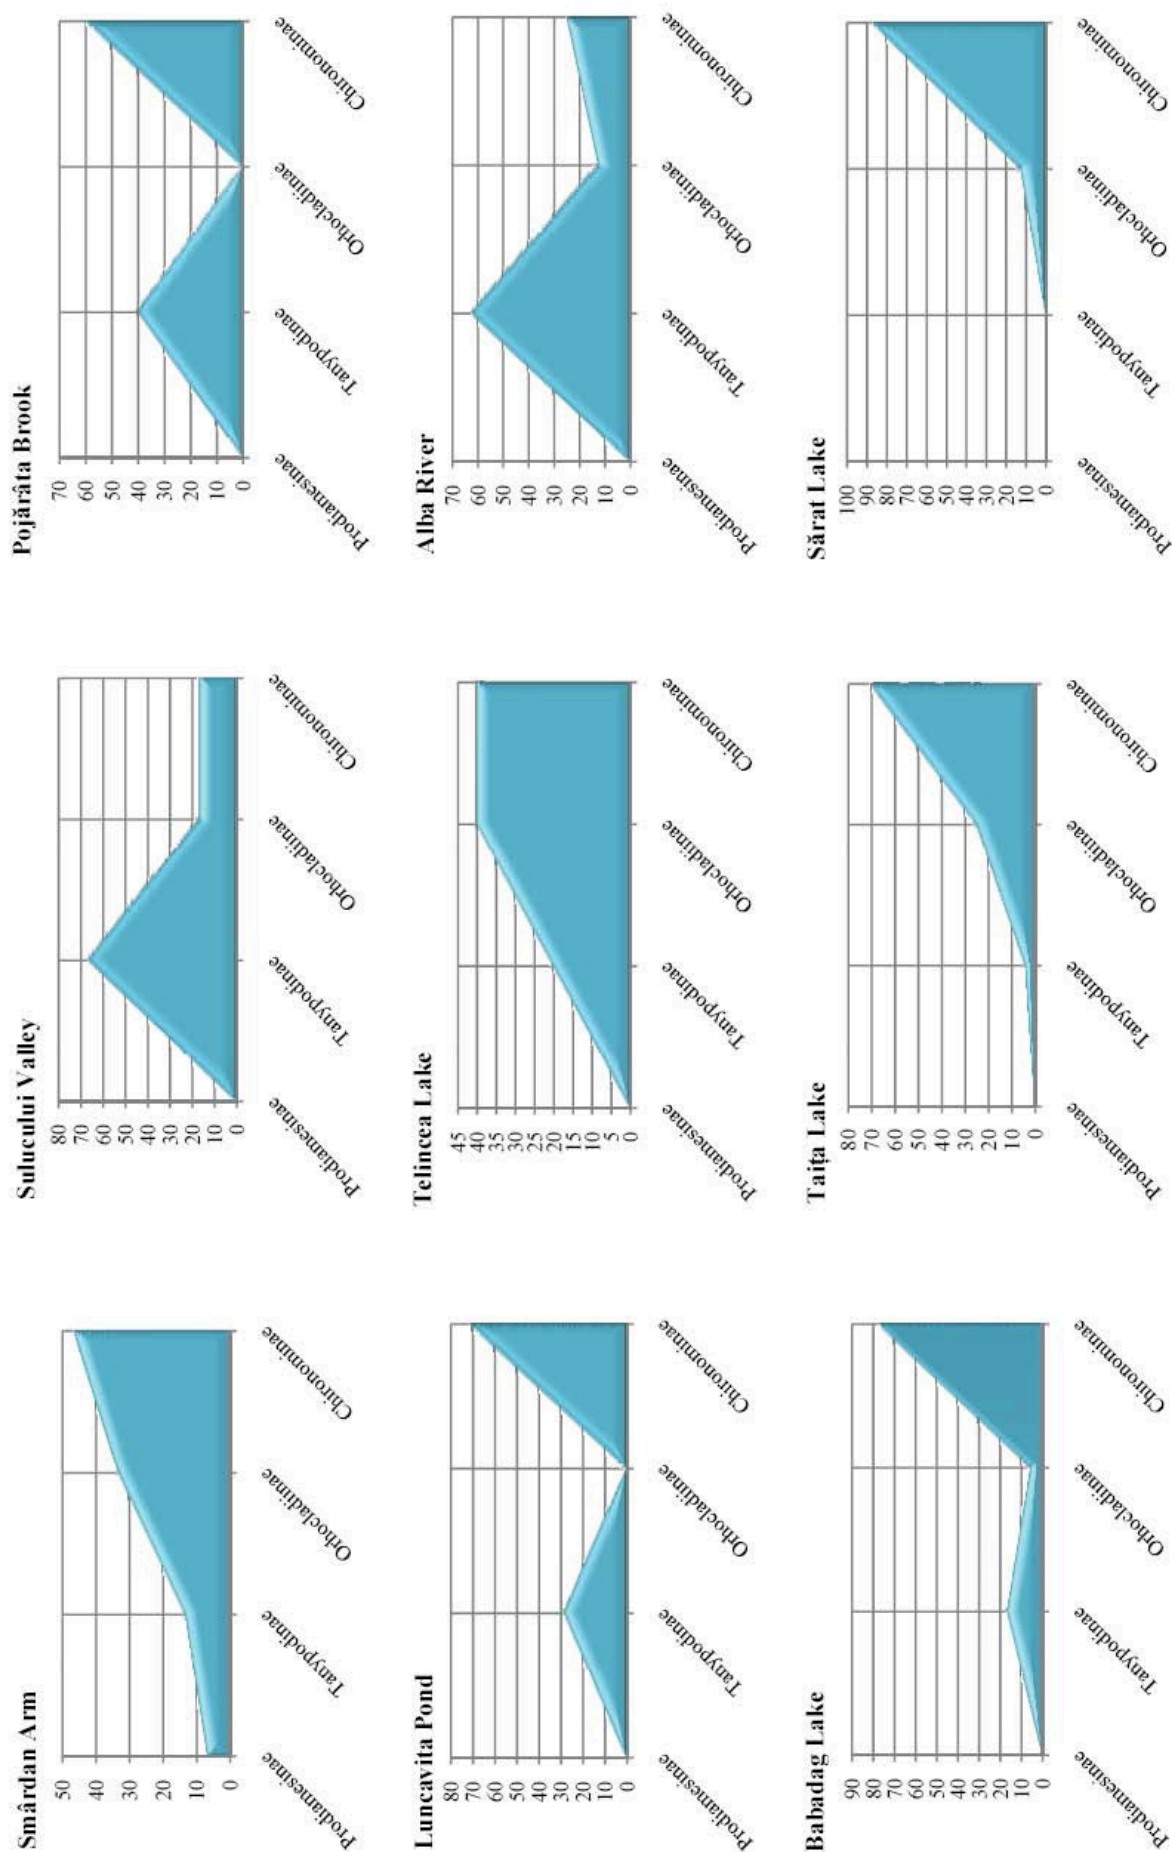 Smârdan Arm
50
40
30
20
10
0
Prodiamesinae
Tanypodinae
Orhocladiinae
Chironominae
Sulucului Valley
80
70
60
50
40
30
20
10
0
Prodiamesinae
Tanypodinae
Orhocladiinae
Chironominae
Pojărâta Brook
70
60
50
40
30
20
10
0
Prodiamesinae
Tanypodinae
Orhocladiinae
Chironominae
Luncavita Pond
80
70
60
50
40
30
20
10
0
Prodiamesinae
Tanypodinae
Orhocladiinae
Chironominae
Telincea Lake
45
40
35
30
25
20
15
10
5
0
Prodiamesinae
Tanypodinae
Orhocladiinae
Chironominae
Alba River
70
60
50
40
30
20
10
0
Prodiamesinae
Tanypodinae
Orhocladiinae
Chironominae
Babadag Lake
90
80
70
60
50
40
30
20
10
0
Prodiamesinae
Tanypodinae
Orhocladiinae
Chironominae
Taița Lake
80
70
60
50
40
30
20
10
0
Prodiamesinae
Tanypodinae
Orhocladiinae
Chironominae
Sărat Lake
100
90
80
70
60
50
40
30
20
10
0
Prodiamesinae
Tanypodinae
Orhocladiinae
Chironominae